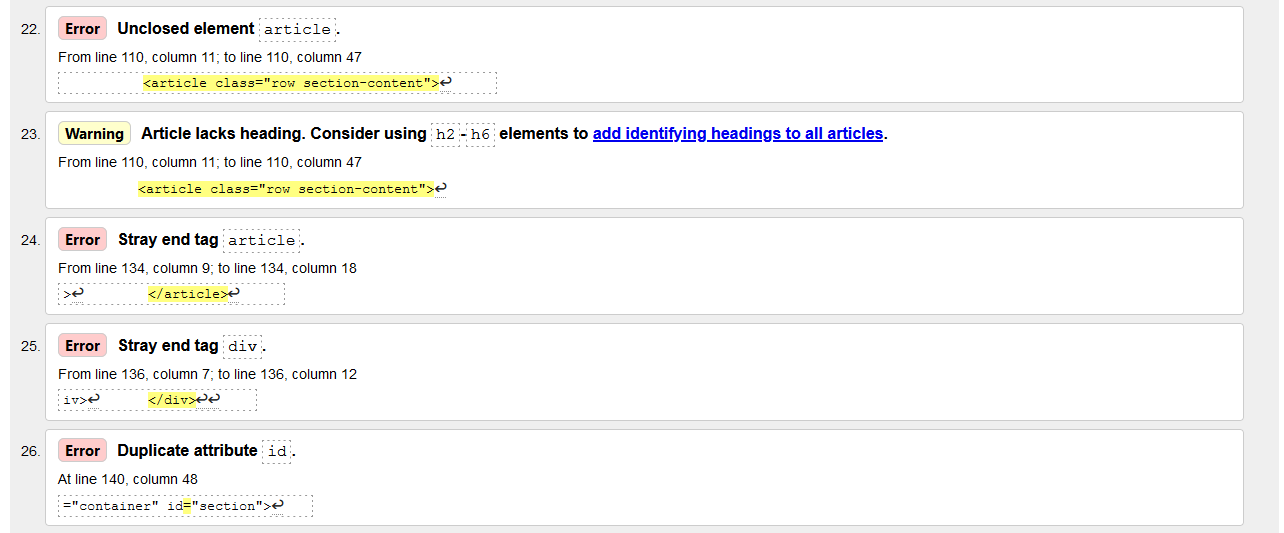 22. Error Unclosed element article.
From line 110, column 11; to line 110, column 47
<article class="row section-content">↩
23. Warning Article lacks heading. Consider using h2-h6 elements to add identifying headings to all articles.
From line 110, column 11; to line 110, column 47
<article class="row section-content">↩
24. Error Stray end tag article.
From line 134, column 9; to line 134, column 18
>↩ </article>↩
25. Error Stray end tag div.
From line 136, column 7; to line 136, column 12
iv>↩ </div>↩↩
26. Error Duplicate attribute id.
At line 140, column 48
="container" id="section">↩